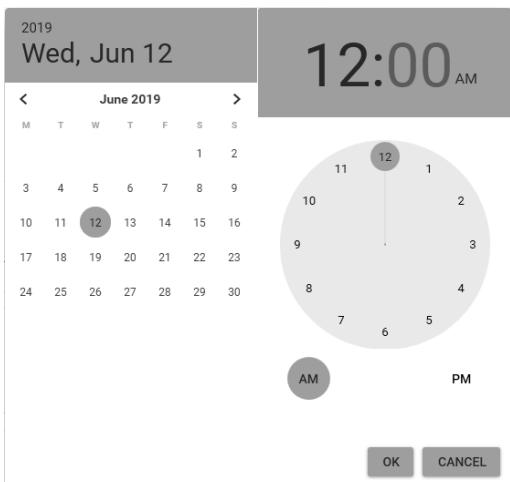 2019
Wed, Jun 12
June 2019
M T W T F S S
1 2
3 4 5 6 7 8 9
10 11 12 13 14 15 16
17 18 19 20 21 22 23
24 25 26 27 28 29 30
12:00 AM
12
11 1
10 2
9 3
8 4
7 5
6
AM PM
OK CANCEL